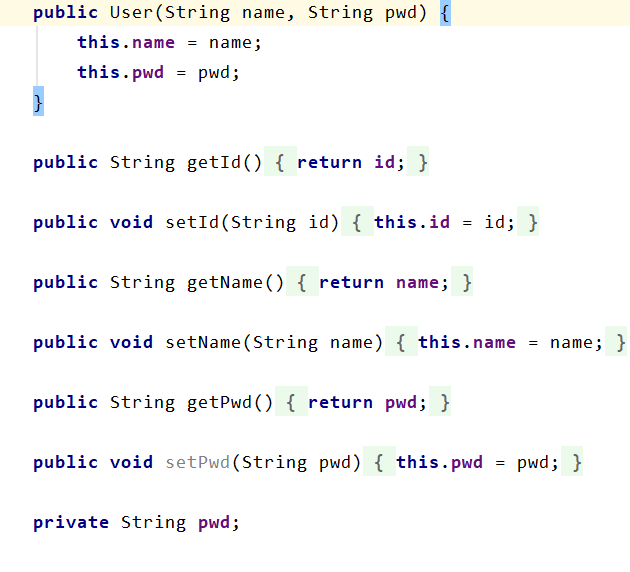 public User(String name, String pwd) {
this.name = name;
this.pwd = pwd;
}
public String getId() { return id; }
public void setId(String id) { this.id = id; }
public String getName() { return name; }
public void setName(String name) { this.name = name; }
public String getPwd() { return pwd; }
public void setPwd(String pwd) { this.pwd = pwd; }
private String pwd;